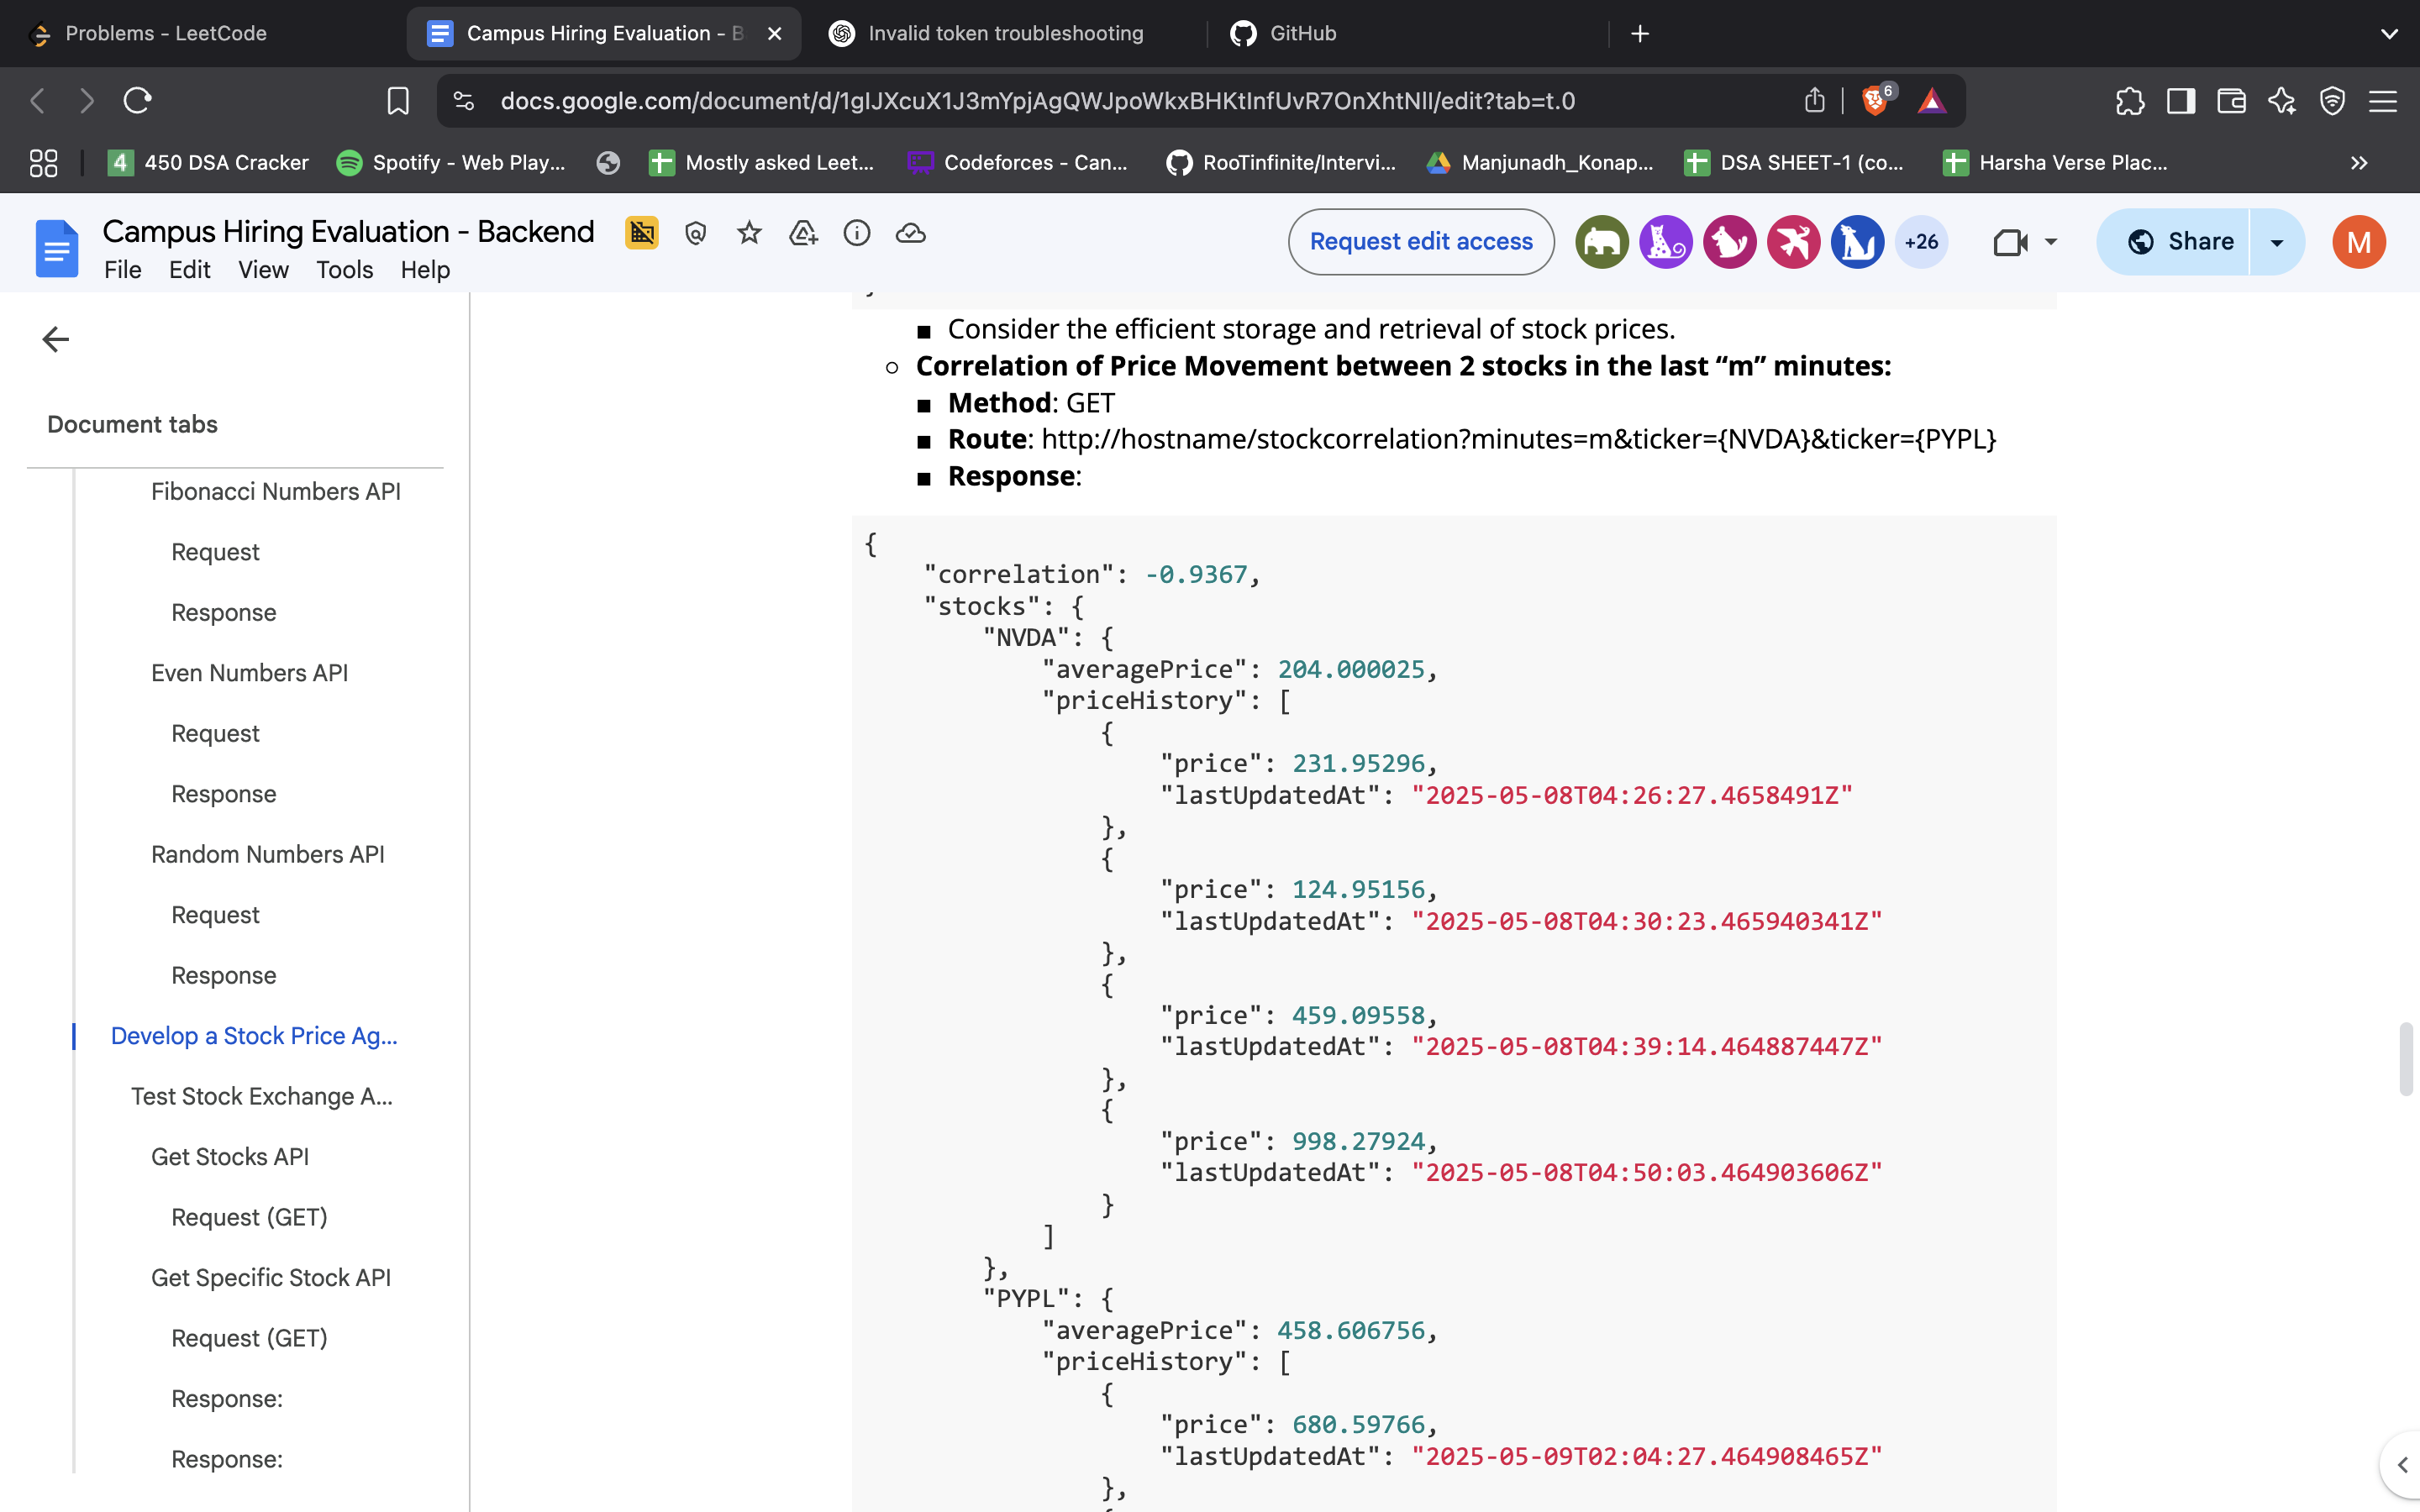 Problems - LeetCode
Campus Hiring Evaluation - B
Invalid token troubleshooting
GitHub
docs.google.com/document/d/1gIJXcuX1J3mYpjAgQWJpoWkxBHKtInfUvR7OnXhtNlI/edit?tab=t.0
6
4 450 DSA Cracker
Spotify - Web Play...
Mostly asked Leet...
Codeforces - Can...
RooTinfinite/Intervi...
Manjunadh_Konap...
DSA SHEET-1 (co...
Harsha Verse Plac...
Campus Hiring Evaluation - Backend
File Edit View Tools Help
Request edit access
+26
Share
M
Document tabs
Fibonacci Numbers API
Request
Response
Even Numbers API
Request
Response
Random Numbers API
Request
Response
Develop a Stock Price Ag...
Test Stock Exchange A...
Get Stocks API
Request (GET)
Get Specific Stock API
Request (GET)
Response:
Response:
■ Consider the efficient storage and retrieval of stock prices.
○ Correlation of Price Movement between 2 stocks in the last “m” minutes:
■ Method: GET
■ Route: http://hostname/stockcorrelation?minutes=m&ticker={NVDA}&ticker={PYPL}
■ Response:
{
"correlation": -0.9367,
"stocks": {
"NVDA": {
"averagePrice": 204.000025,
"priceHistory": [
{
"price": 231.95296,
"lastUpdatedAt": "2025-05-08T04:26:27.4658491Z"
},
{
"price": 124.95156,
"lastUpdatedAt": "2025-05-08T04:30:23.465940341Z"
},
{
"price": 459.09558,
"lastUpdatedAt": "2025-05-08T04:39:14.464887447Z"
},
{
"price": 998.27924,
"lastUpdatedAt": "2025-05-08T04:50:03.464903606Z"
}
]
},
"PYPL": {
"averagePrice": 458.606756,
"priceHistory": [
{
"price": 680.59766,
"lastUpdatedAt": "2025-05-09T02:04:27.464908465Z"
},